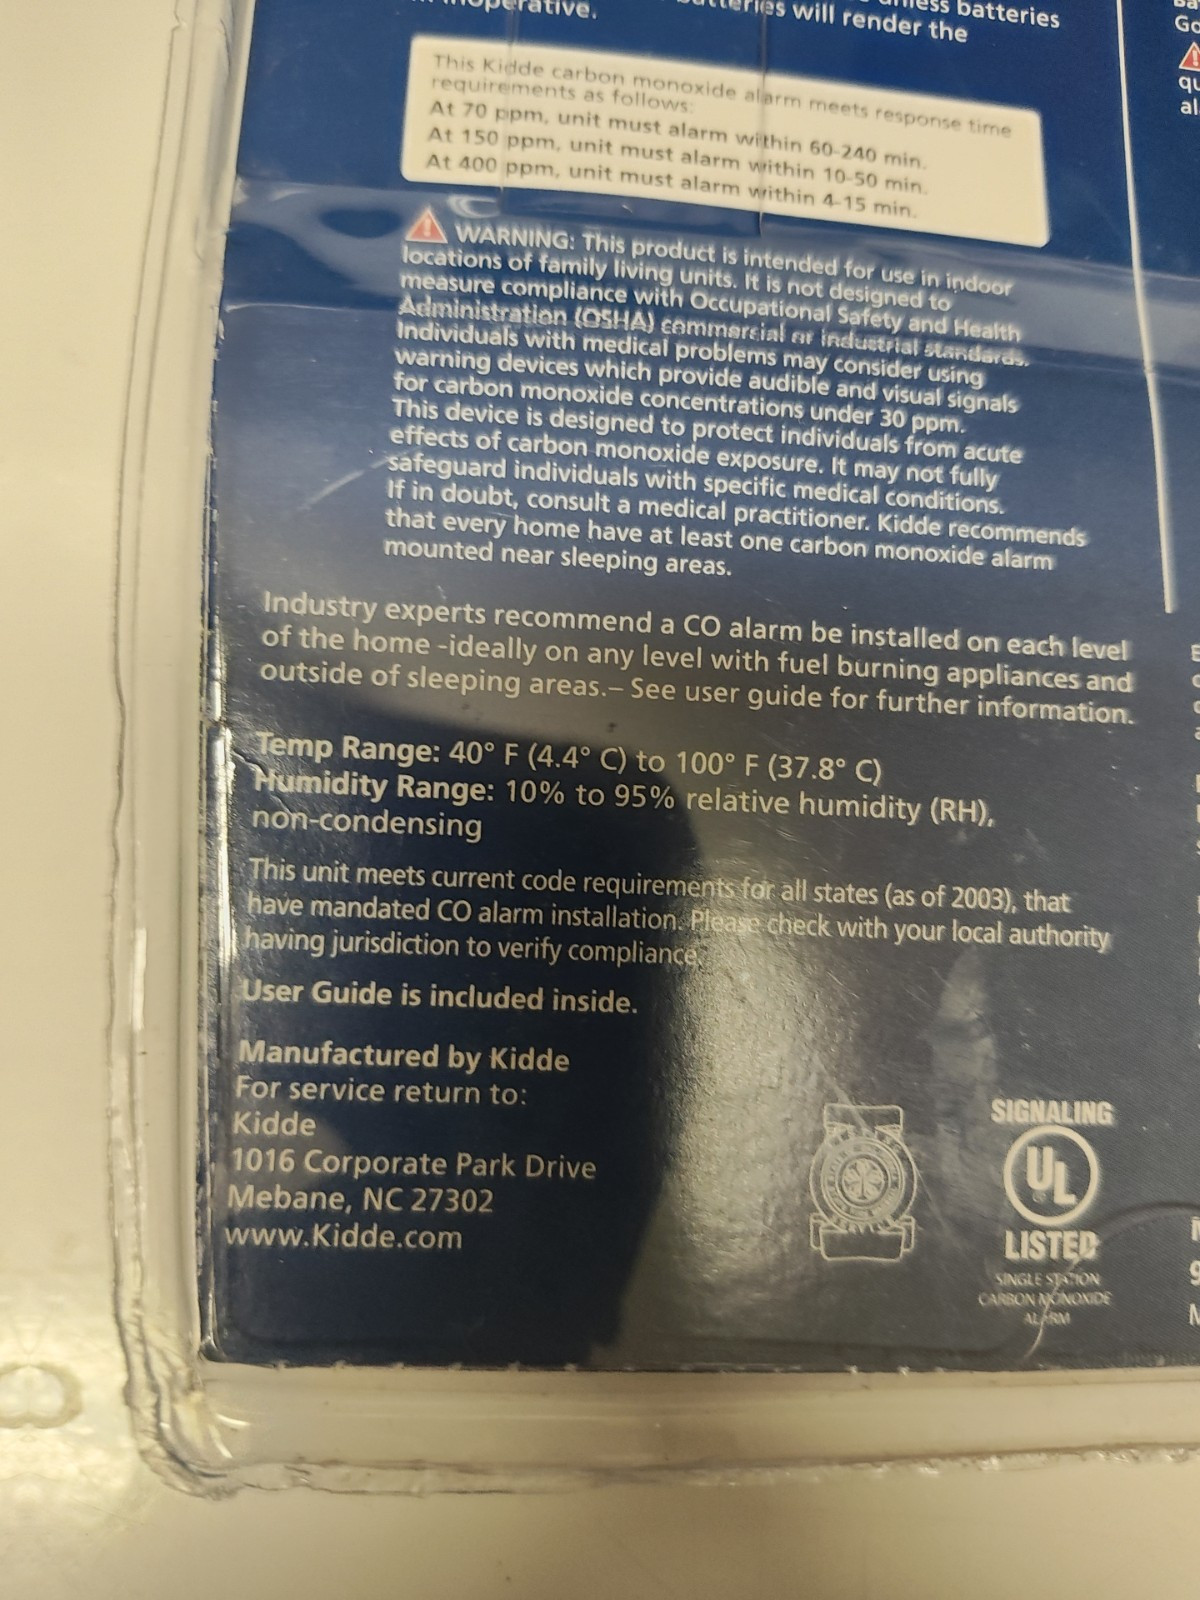 unless batteries
inoperative.
batteries will render the
This Kidde carbon monoxide alarm meets response time
requirements as follows:
At 70 ppm, unit must alarm within 60-240 min.
At 150 ppm, unit must alarm within 10-50 min.
At 400 ppm, unit must alarm within 4-15 min.
WARNING: This product is intended for use in indoor
locations of family living units. It is not designed to
measure compliance with Occupational Safety and Health
Administration (OSHA) commercial or industrial standards.
Individuals with medical problems may consider using
warning devices which provide audible and visual signals
for carbon monoxide concentrations under 30 ppm.
This device is designed to protect individuals from acute
effects of carbon monoxide exposure. It may not fully
safeguard individuals with specific medical conditions.
If in doubt, consult a medical practitioner. Kidde recommends
that every home have at least one carbon monoxide alarm
mounted near sleeping areas.
Industry experts recommend a CO alarm be installed on each level
of the home -ideally on any level with fuel burning appliances and
outside of sleeping areas.– See user guide for further information.
Temp Range: 40° F (4.4° C) to 100° F (37.8° C)
Humidity Range: 10% to 95% relative humidity (RH),
non-condensing
This unit meets current code requirements for all states (as of 2003), that
have mandated CO alarm installation. Please check with your local authority
having jurisdiction to verify compliance.
User Guide is included inside.
Manufactured by Kidde
For service return to:
Kidde
1016 Corporate Park Drive
Mebane, NC 27302
www.Kidde.com
SIGNALING
UL
LISTED
SINGLE STATION
CARBON MONOXIDE
ALARM